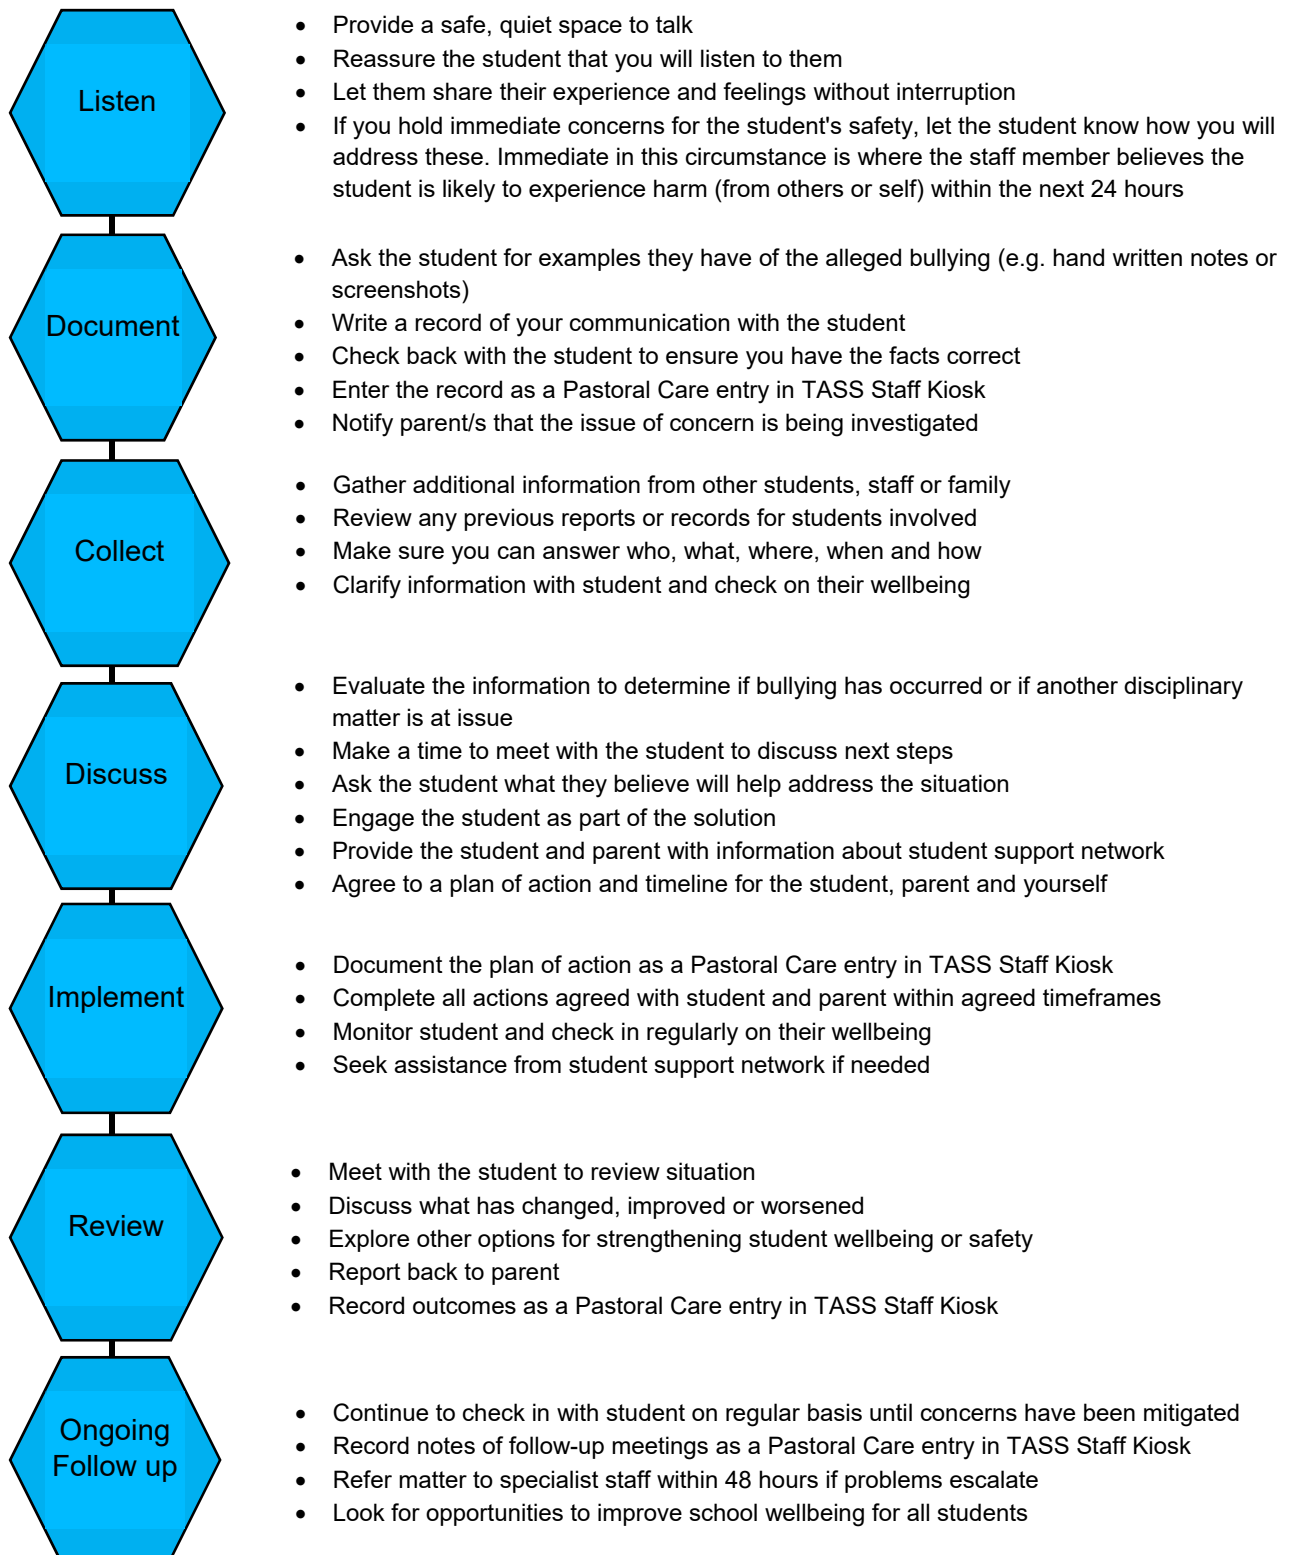 Listen
• Provide a safe, quiet space to talk
• Reassure the student that you will listen to them
• Let them share their experience and feelings without interruption
• If you hold immediate concerns for the student's safety, let the student know how you will
address these. Immediate in this circumstance is where the staff member believes the
student is likely to experience harm (from others or self) within the next 24 hours
Document
• Ask the student for examples they have of the alleged bullying (e.g. hand written notes or
screenshots)
• Write a record of your communication with the student
• Check back with the student to ensure you have the facts correct
• Enter the record as a Pastoral Care entry in TASS Staff Kiosk
• Notify parent/s that the issue of concern is being investigated
Collect
• Gather additional information from other students, staff or family
• Review any previous reports or records for students involved
• Make sure you can answer who, what, where, when and how
• Clarify information with student and check on their wellbeing
Discuss
• Evaluate the information to determine if bullying has occurred or if another disciplinary
matter is at issue
• Make a time to meet with the student to discuss next steps
• Ask the student what they believe will help address the situation
• Engage the student as part of the solution
• Provide the student and parent with information about student support network
• Agree to a plan of action and timeline for the student, parent and yourself
Implement
• Document the plan of action as a Pastoral Care entry in TASS Staff Kiosk
• Complete all actions agreed with student and parent within agreed timeframes
• Monitor student and check in regularly on their wellbeing
• Seek assistance from student support network if needed
Review
• Meet with the student to review situation
• Discuss what has changed, improved or worsened
• Explore other options for strengthening student wellbeing or safety
• Report back to parent
• Record outcomes as a Pastoral Care entry in TASS Staff Kiosk
Ongoing
Follow up
• Continue to check in with student on regular basis until concerns have been mitigated
• Record notes of follow-up meetings as a Pastoral Care entry in TASS Staff Kiosk
• Refer matter to specialist staff within 48 hours if problems escalate
• Look for opportunities to improve school wellbeing for all students